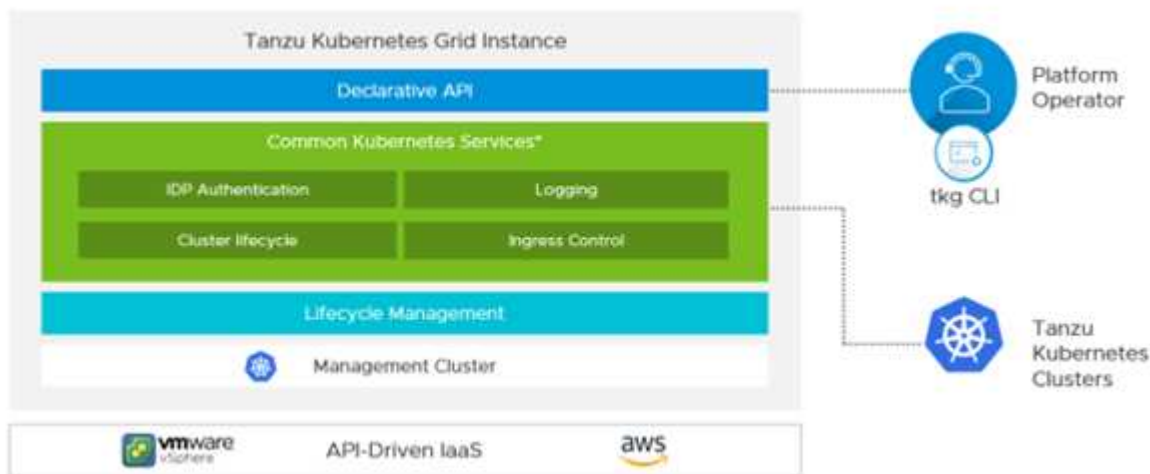 Tanzu Kubernetes Grid Instance
Declarative API
Common Kubernetes Services*
IDP Authentication
Logging
Cluster lifecycle
Ingress Control
Lifecycle Management
Management Cluster
vmware
vSphere
API-Driven IaaS
aws
Platform
Operator
tkg CLI
Tanzu
Kubernetes
Clusters